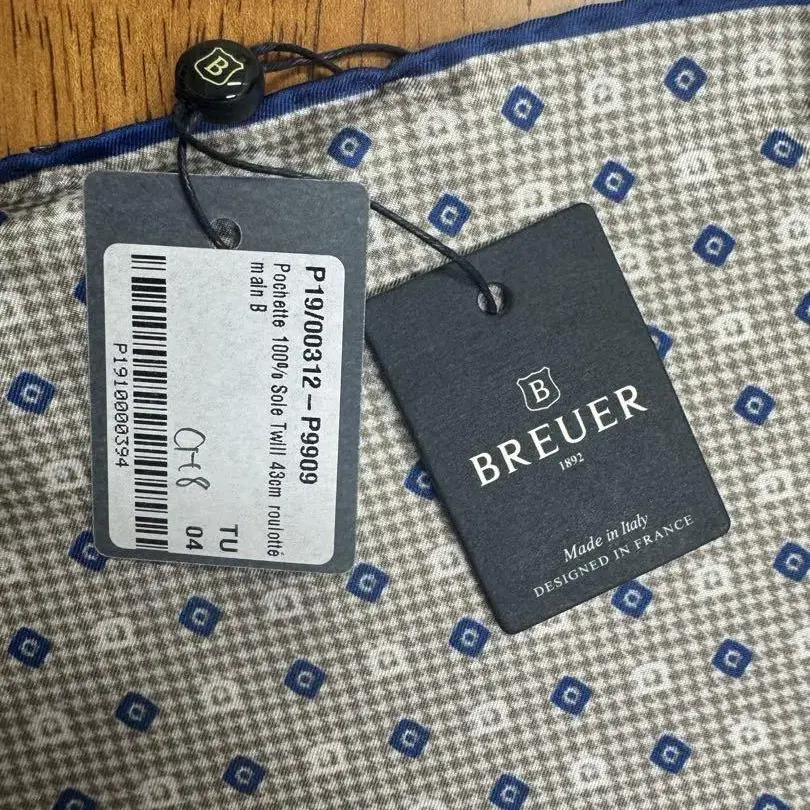 B
P19/00312 – P9909
Pochette 100% Soie Twill 43cm roulotté
main B
TU
04
P1910000394
B
BREUER
1892
Made in Italy
DESIGNED IN FRANCE